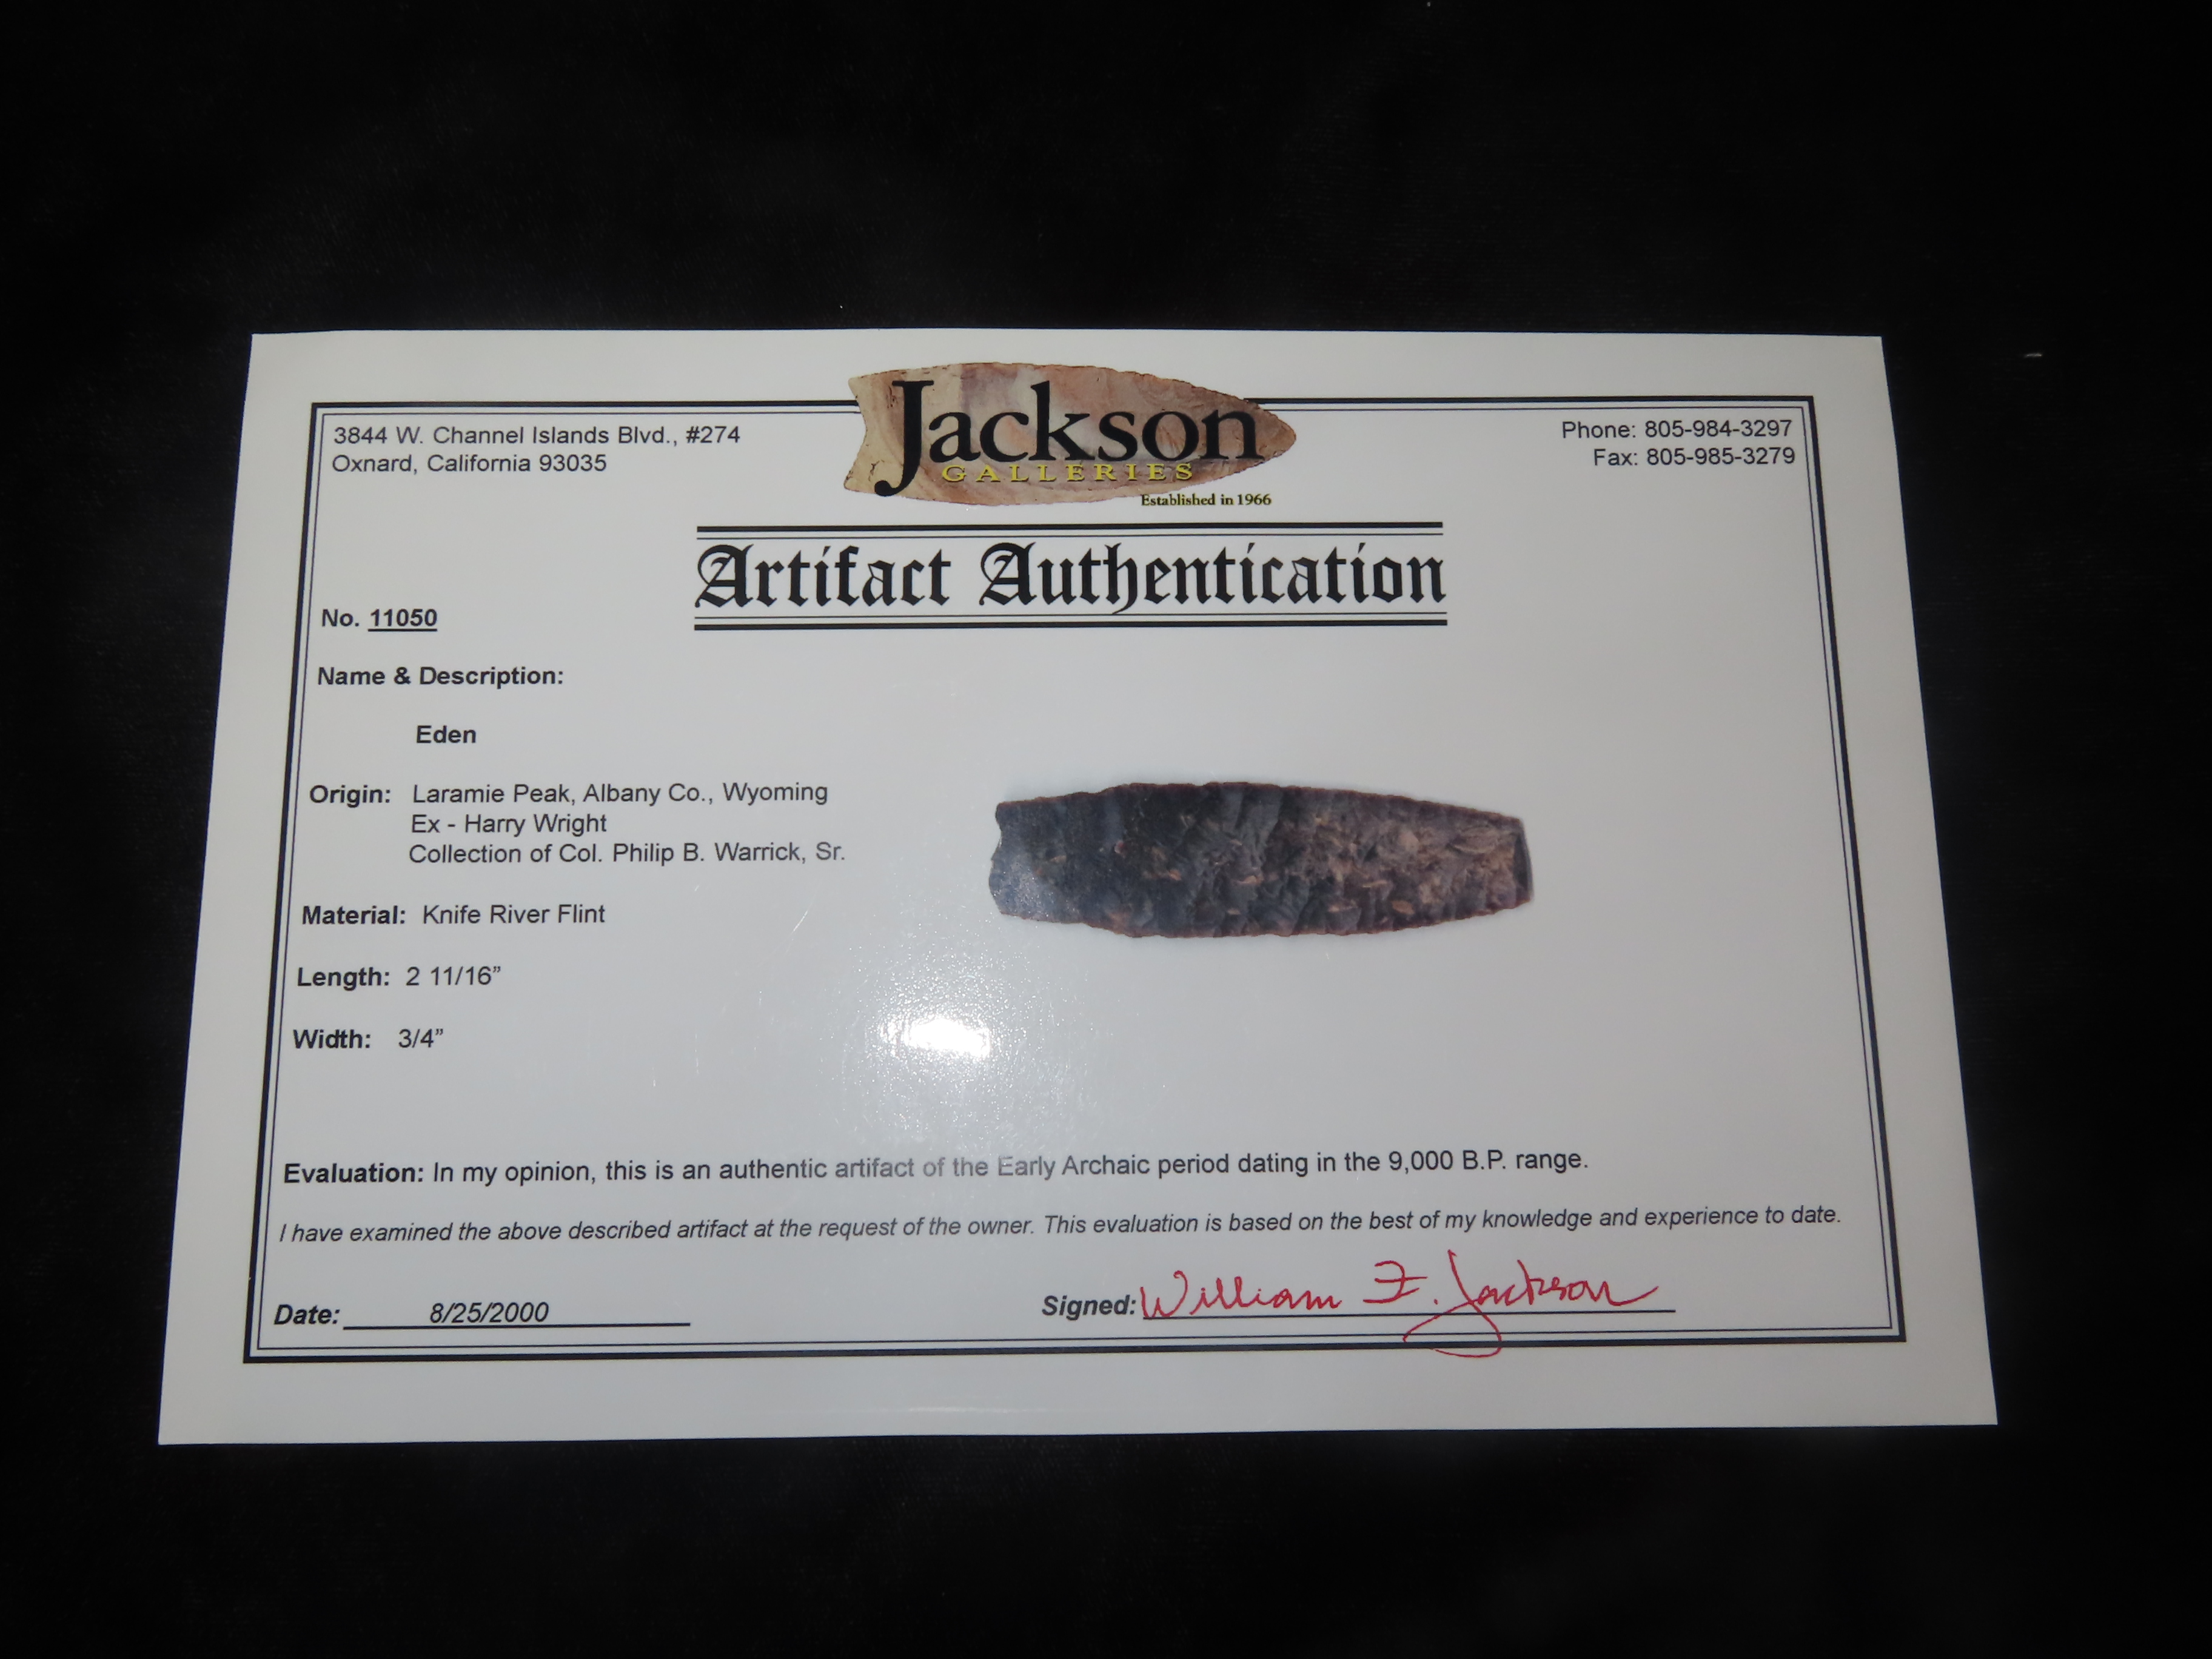 3844 W. Channel Islands Blvd., #274
Oxnard, California 93035
Jackson
GALLERIES
Established in 1966
Phone: 805-984-3297
Fax: 805-985-3279
Artifact Authentication
No. 11050
Name & Description:
Eden
Origin: Laramie Peak, Albany Co., Wyoming
Ex - Harry Wright
Collection of Col. Philip B. Warrick, Sr.
Material: Knife River Flint
Length: 2 11/16”
Width: 3/4”
Evaluation: In my opinion, this is an authentic artifact of the Early Archaic period dating in the 9,000 B.P. range.
I have examined the above described artifact at the request of the owner. This evaluation is based on the best of my knowledge and experience to date.
Date: 8/25/2000
Signed: William F. Jackson